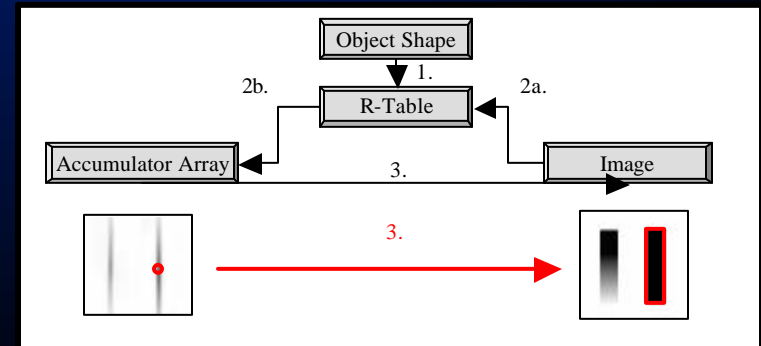 Object Shape
1.
2b.
2a.
R-Table
Accumulator Array
3.
Image
3.